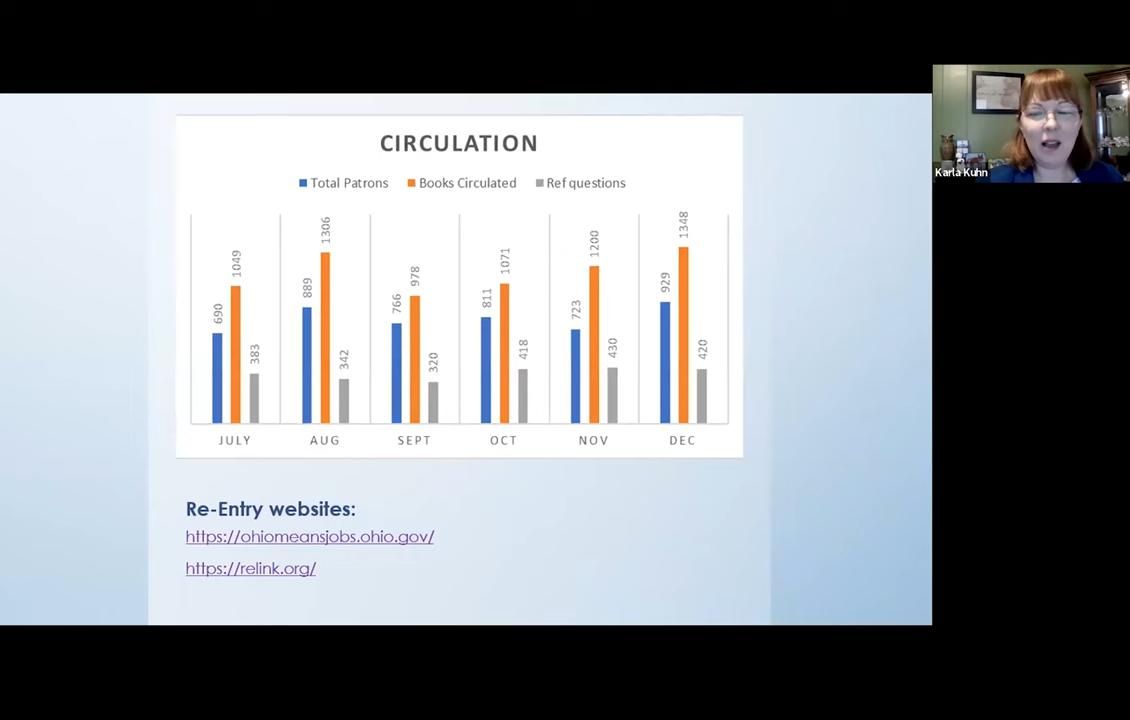 CIRCULATION
Total Patrons Books Circulated Ref questions
690 1049 383 889 1306 342 766 978 320 811 1071 418 723 1200 430 929 1348 420
JULY AUG SEPT OCT NOV DEC
Re-Entry websites:
https://ohiomeansjobs.ohio.gov/
https://relink.org/
Karla Kuhn